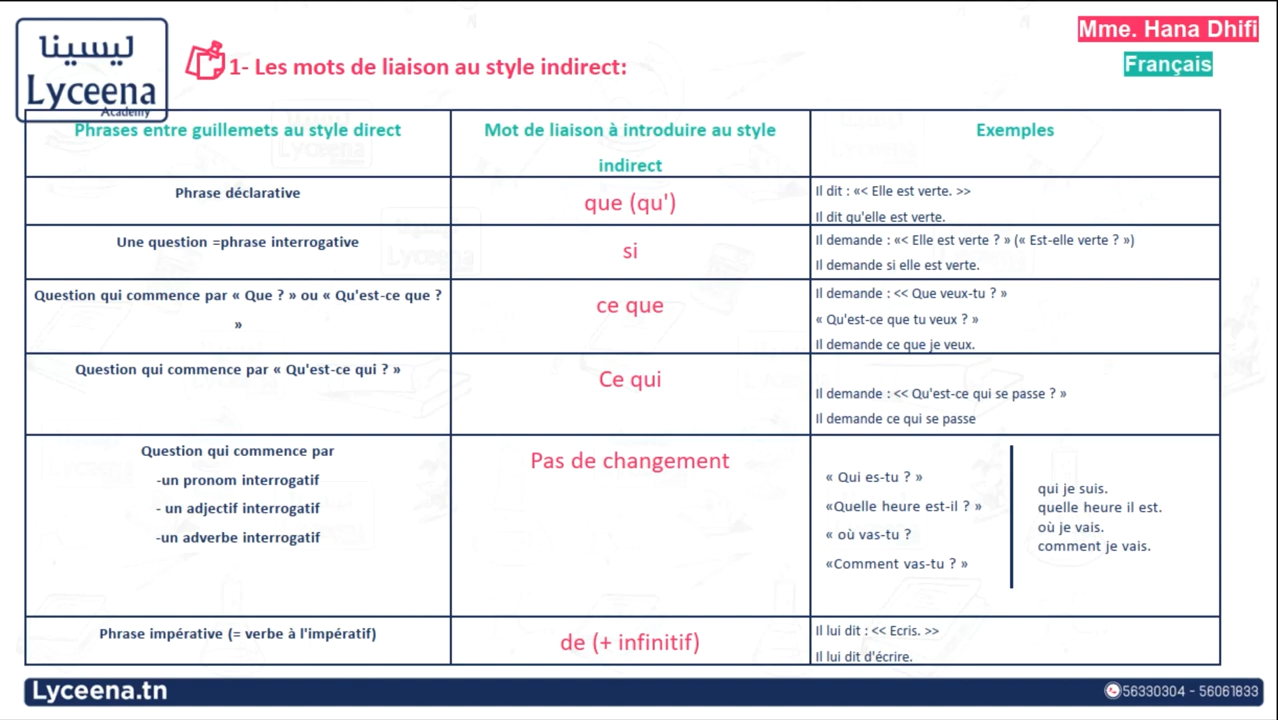 ليسينا
Lyceena
Academy
Mme. Hana Dhifi
Français
1- Les mots de liaison au style indirect:
Phrases entre guillemets au style direct
Mot de liaison à introduire au style
indirect
Exemples
Phrase déclarative
que (qu')
Il dit : «< Elle est verte. >>
Il dit qu'elle est verte.
Une question =phrase interrogative
si
Il demande : «< Elle est verte ? » (« Est-elle verte ? »)
Il demande si elle est verte.
Question qui commence par « Que ? » ou « Qu'est-ce que ?
»
ce que
Il demande : << Que veux-tu ? »
« Qu'est-ce que tu veux ? »
Il demande ce que je veux.
Question qui commence par « Qu'est-ce qui ? »
Ce qui
Il demande : << Qu'est-ce qui se passe ? »
Il demande ce qui se passe
Question qui commence par
-un pronom interrogatif
- un adjectif interrogatif
-un adverbe interrogatif
Pas de changement
« Qui es-tu ? »
«Quelle heure est-il ? »
« où vas-tu ?
«Comment vas-tu ? »
qui je suis.
quelle heure il est.
où je vais.
comment je vais.
Phrase impérative (= verbe à l'impératif)
de (+ infinitif)
Il lui dit : << Ecris. >>
Il lui dit d'écrire.
Lyceena.tn
56330304 - 56061833